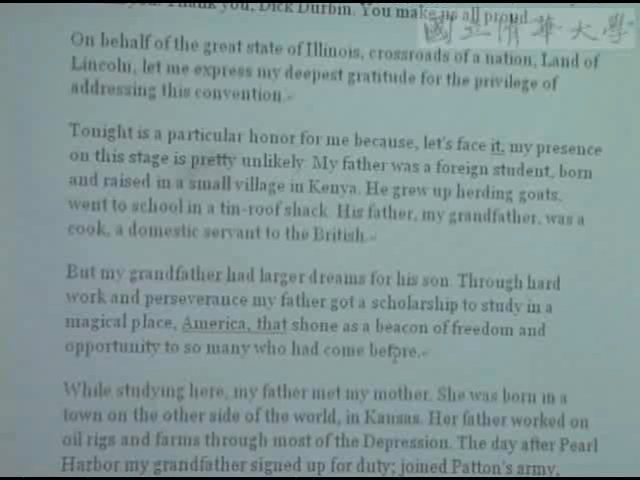 Thank you, Dick Durbin. You make us all proud.
國立清華大學
On behalf of the great state of Illinois, crossroads of a nation, Land of
Lincoln, let me express my deepest gratitude for the privilege of
addressing this convention.
Tonight is a particular honor for me because, let's face it, my presence
on this stage is pretty unlikely. My father was a foreign student, born
and raised in a small village in Kenya. He grew up herding goats,
went to school in a tin-roof shack. His father, my grandfather, was a
cook, a domestic servant to the British.
But my grandfather had larger dreams for his son. Through hard
work and perseverance my father got a scholarship to study in a
magical place, America, that shone as a beacon of freedom and
opportunity to so many who had come before.
While studying here, my father met my mother. She was born in a
town on the other side of the world, in Kansas. Her father worked on
oil rigs and farms through most of the Depression. The day after Pearl
Harbor my grandfather signed up for duty; joined Patton's army,